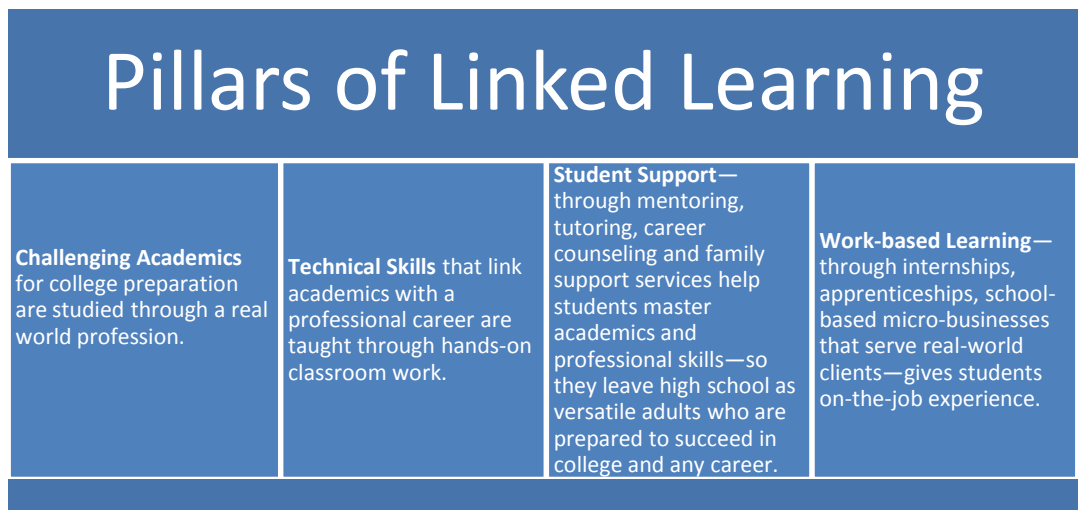 Pillars of Linked Learning
Challenging Academics
for college preparation
are studied through a real
world profession.
Technical Skills that link
academics with a
professional career are
taught through hands-on
classroom work.
Student Support—
through mentoring,
tutoring, career
counseling and family
support services help
students master
academics and
professional skills—so
they leave high school as
versatile adults who are
prepared to succeed in
college and any career.
Work-based Learning—
through internships,
apprenticeships, school-
based micro-businesses
that serve real-world
clients—gives students
on-the-job experience.